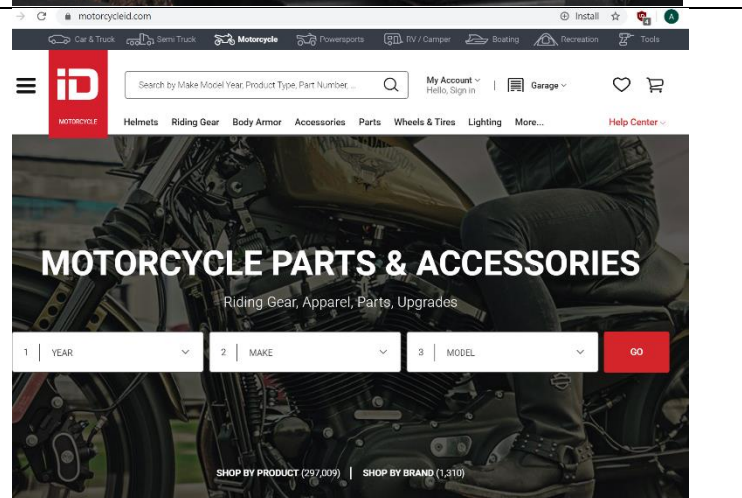 motorcycleid.com Install A
Car & Truck Semi Truck Motorcycle Powersports RV / Camper Boating Recreation Tools
iD
MOTORCYCLE
Search by Make Model Year, Product Type, Part Number, ...
My Account
Hello, Sign in
Garage
Helmets Riding Gear Body Armor Accessories Parts Wheels & Tires Lighting More... Help Center
MOTORCYCLE PARTS & ACCESSORIES
Riding Gear, Apparel, Parts, Upgrades
1 YEAR 2 MAKE 3 MODEL GO
SHOP BY PRODUCT (297,009) SHOP BY BRAND (1,310)